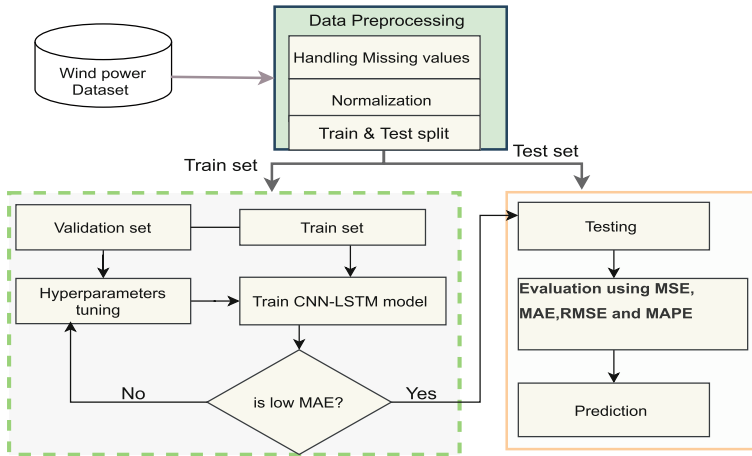 Data Preprocessing
Wind power
Dataset
Handling Missing values
Normalization
Train & Test split
Train set
Test set
Validation set
Train set
Hyperparameters
tuning
Train CNN-LSTM model
is low MAE?
No
Yes
Testing
Evaluation using MSE,
MAE,RMSE and MAPE
Prediction